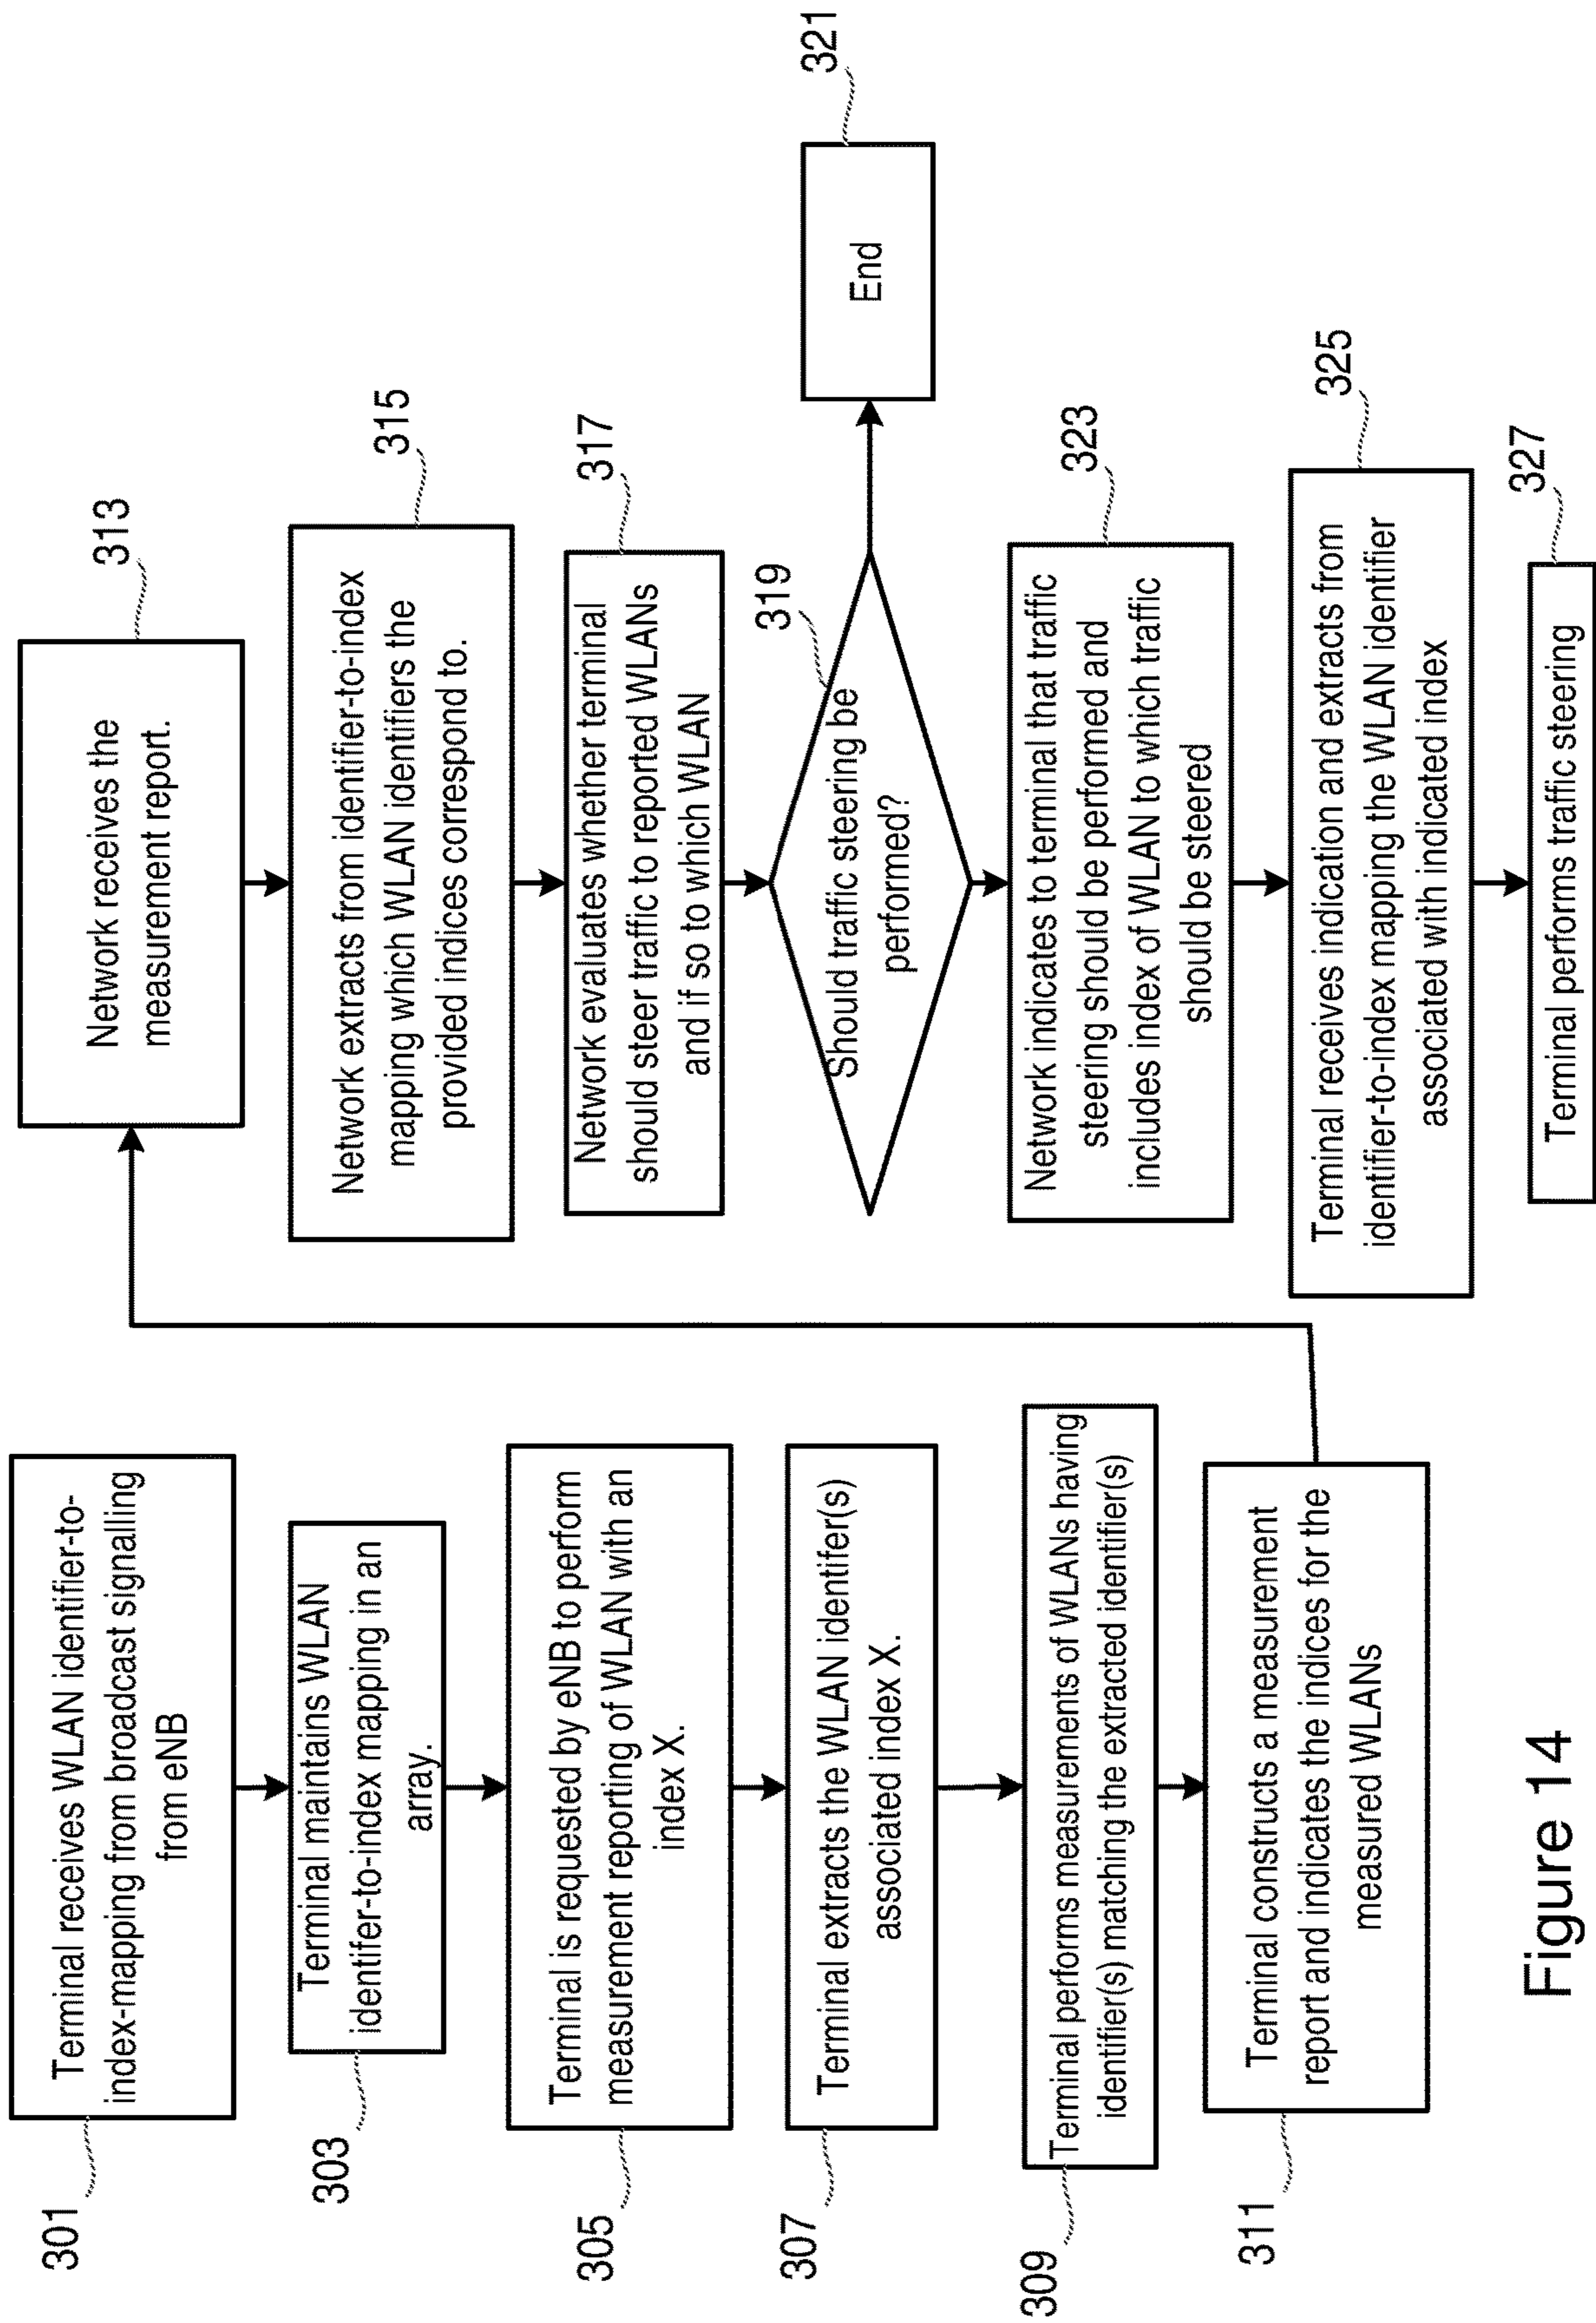 301
Terminal receives WLAN identifier-to-
index-mapping from broadcast signalling
from eNB
303
Terminal maintains WLAN
identifer-to-index mapping in an
array.
305
Terminal is requested by eNB to perform
measurement reporting of WLAN with an
index X.
307
Terminal extracts the WLAN identifer(s)
associated index X.
309
Terminal performs measurements of WLANs having
identifier(s) matching the extracted identifier(s)
311
Terminal constructs a measurement
report and indicates the indices for the
measured WLANs
313
Network receives the
measurement report.
315
Network extracts from identifier-to-index
mapping which WLAN identifiers the
provided indices correspond to.
317
Network evaluates whether terminal
should steer traffic to reported WLANs
and if so to which WLAN
319
Should traffic steering be
performed?
321
End
323
Network indicates to terminal that traffic
steering should be performed and
includes index of WLAN to which traffic
should be steered
325
Terminal receives indication and extracts from
identifier-to-index mapping the WLAN identifier
associated with indicated index
327
Terminal performs traffic steering
Figure 14